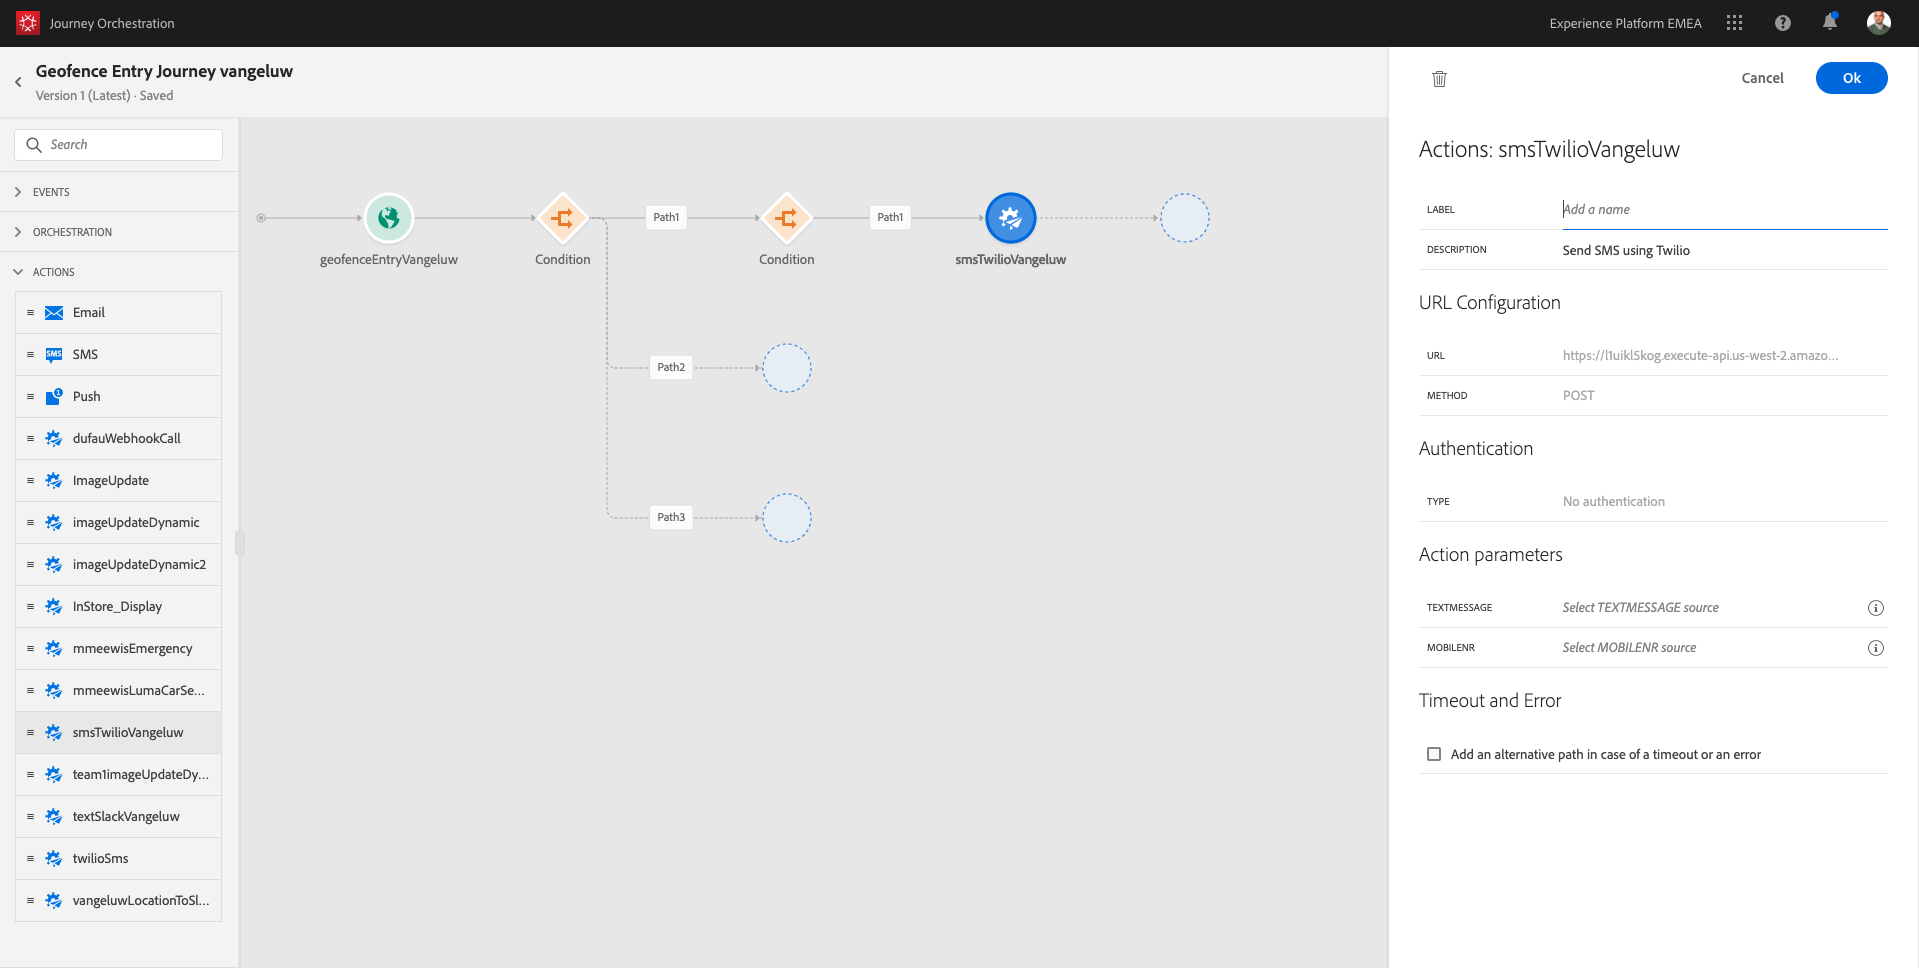 Journey Orchestration
Experience Platform EMEA
Geofence Entry Journey vangeluw
Version 1 (Latest) · Saved
Search
EVENTS
ORCHESTRATION
ACTIONS
Email
SMS
SMS
Push
dufauWebhookCall
ImageUpdate
imageUpdateDynamic
imageUpdateDynamic2
InStore_Display
mmeewisEmergency
mmeewisLumaCarSe...
smsTwilioVangeluw
team1imageUpdateDy...
textSlackVangeluw
twilioSms
vangeluwLocationToSl...
geofenceEntryVangeluw
Condition
Path1
Condition
Path1
smsTwilioVangeluw
Path2
Path3
Cancel
Ok
Actions: smsTwilioVangeluw
LABEL Add a name
DESCRIPTION Send SMS using Twilio
URL Configuration
URL https://l1uikl5kog.execute-api.us-west-2.amazo...
METHOD POST
Authentication
TYPE No authentication
Action parameters
TEXTMESSAGE Select TEXTMESSAGE source
MOBILENR Select MOBILENR source
Timeout and Error
Add an alternative path in case of a timeout or an error